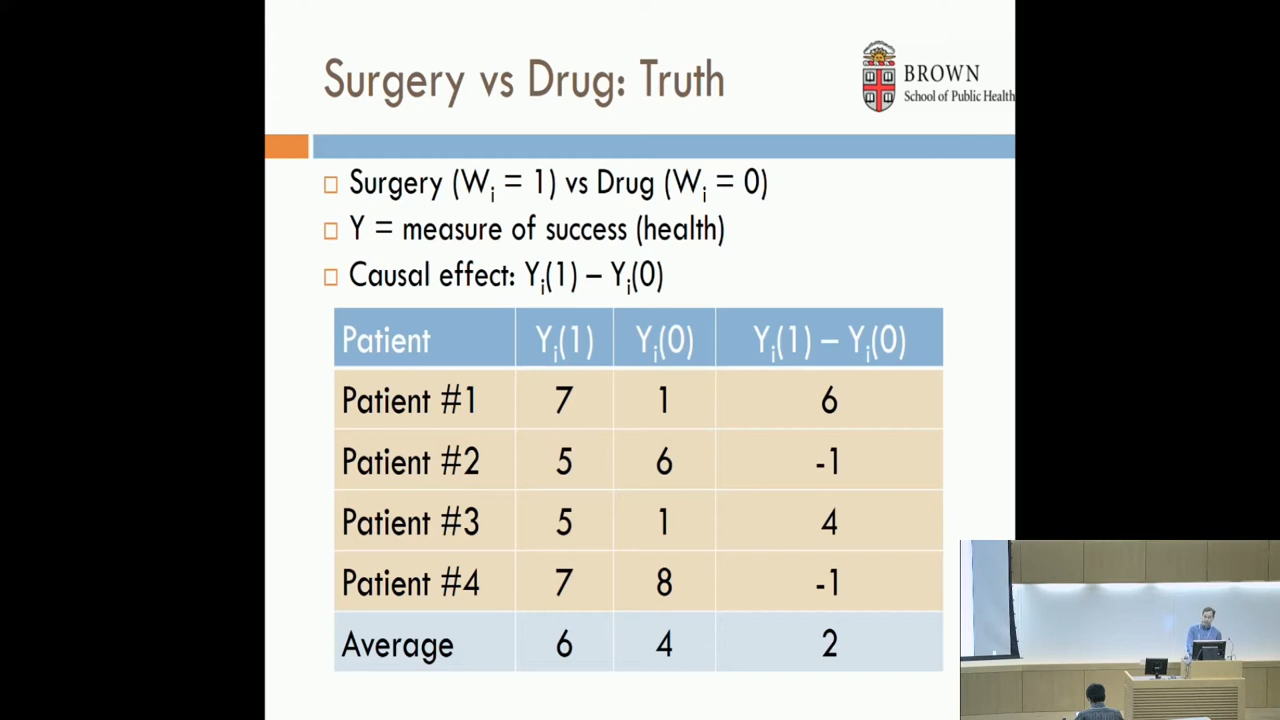 Surgery vs Drug: Truth
BROWN
School of Public Health
Surgery (Wi = 1) vs Drug (Wi = 0)
Y = measure of success (health)
Causal effect: Yi(1) – Yi(0)
Patient Yi(1) Yi(0) Yi(1) – Yi(0)
Patient #1 7 1 6
Patient #2 5 6 -1
Patient #3 5 1 4
Patient #4 7 8 -1
Average 6 4 2